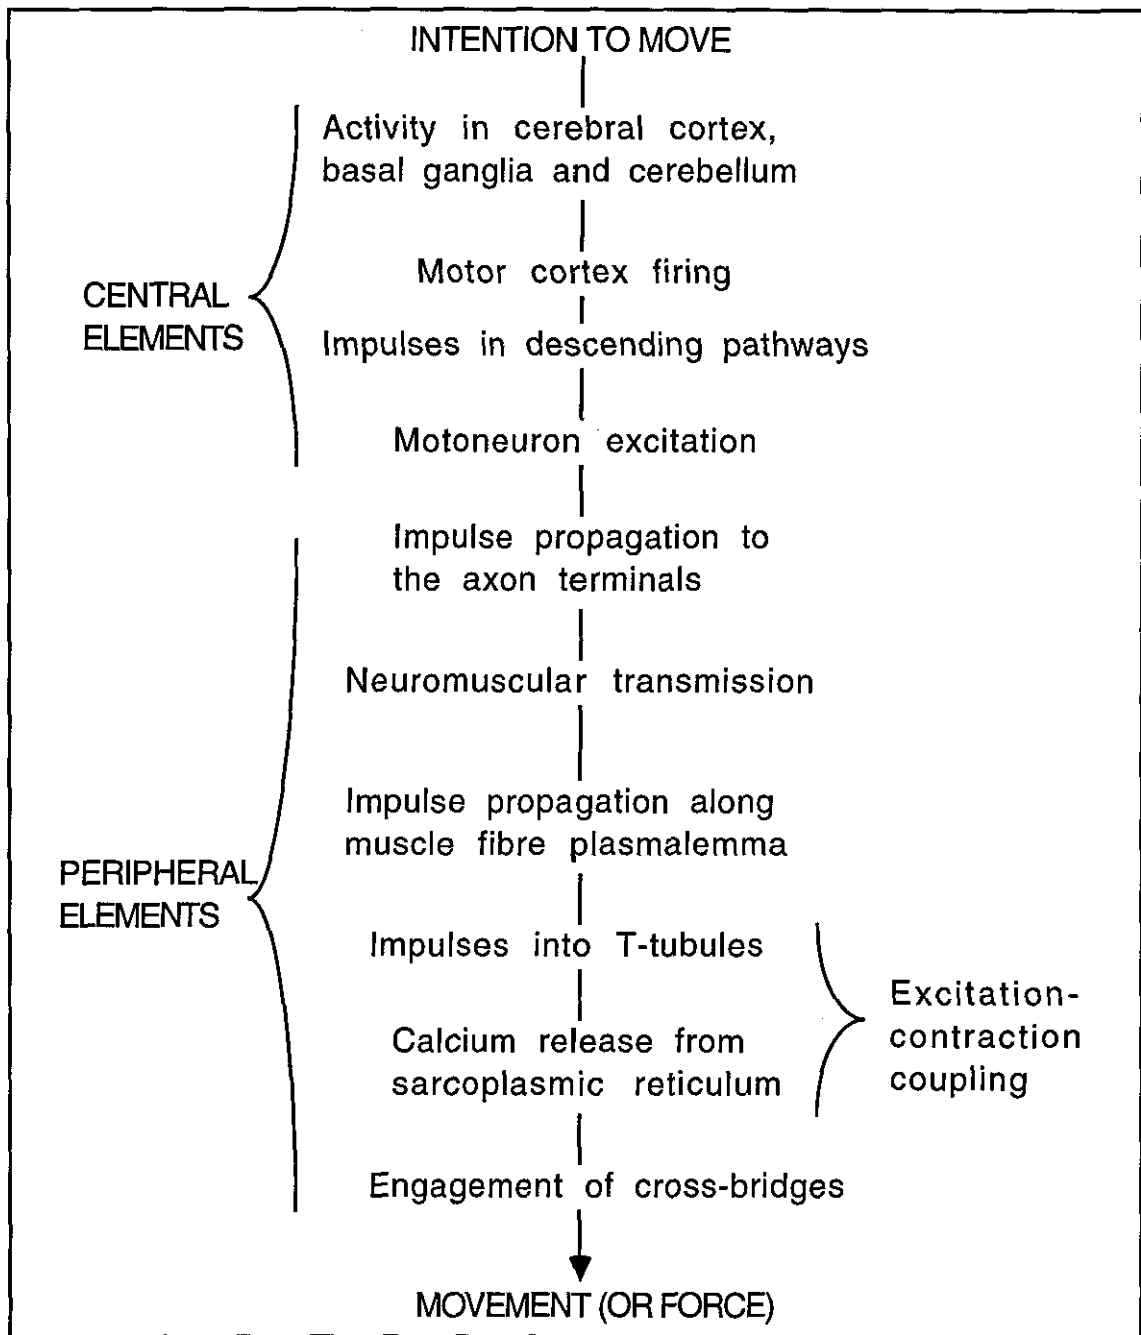 INTENTION TO MOVE
Activity in cerebral cortex,
basal ganglia and cerebellum
Motor cortex firing
CENTRAL
ELEMENTS
Impulses in descending pathways
Motoneuron excitation
Impulse propagation to
the axon terminals
Neuromuscular transmission
Impulse propagation along
muscle fibre plasmalemma
PERIPHERAL
ELEMENTS
Impulses into T-tubules
Calcium release from
sarcoplasmic reticulum
Excitation-
contraction
coupling
Engagement of cross-bridges
MOVEMENT (OR FORCE)